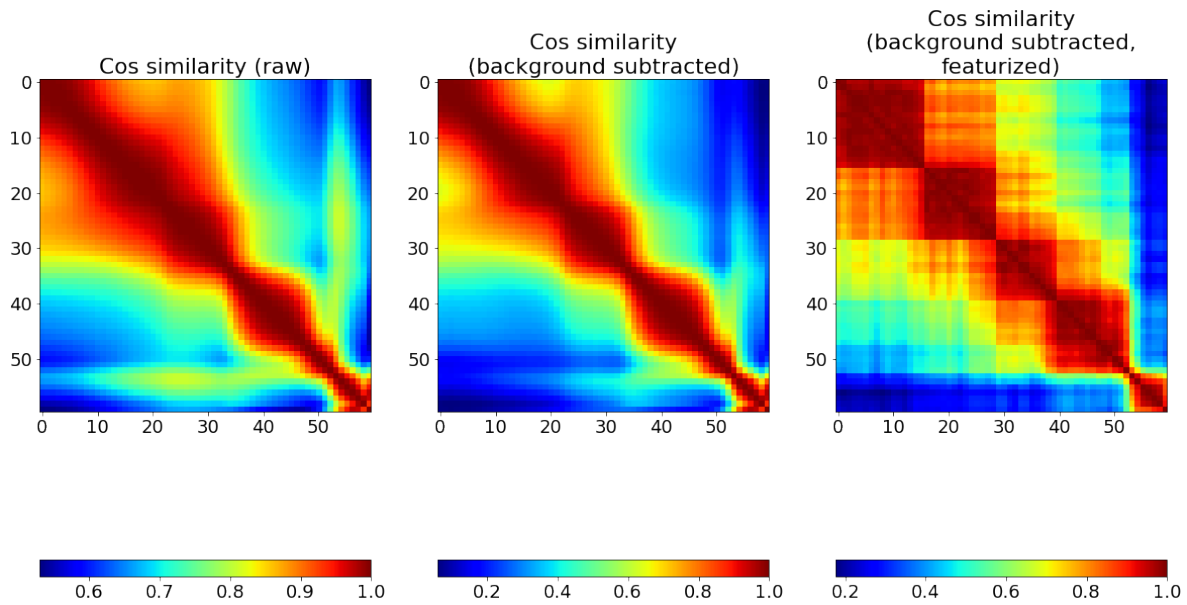 Cos similarity (raw)
0
10
20
30
40
50
0 10 20 30 40 50
0.6 0.7 0.8 0.9 1.0
Cos similarity
(background subtracted)
0
10
20
30
40
50
0 10 20 30 40 50
0.2 0.4 0.6 0.8 1.0
Cos similarity
(background subtracted,
featurized)
0
10
20
30
40
50
0 10 20 30 40 50
0.2 0.4 0.6 0.8 1.0